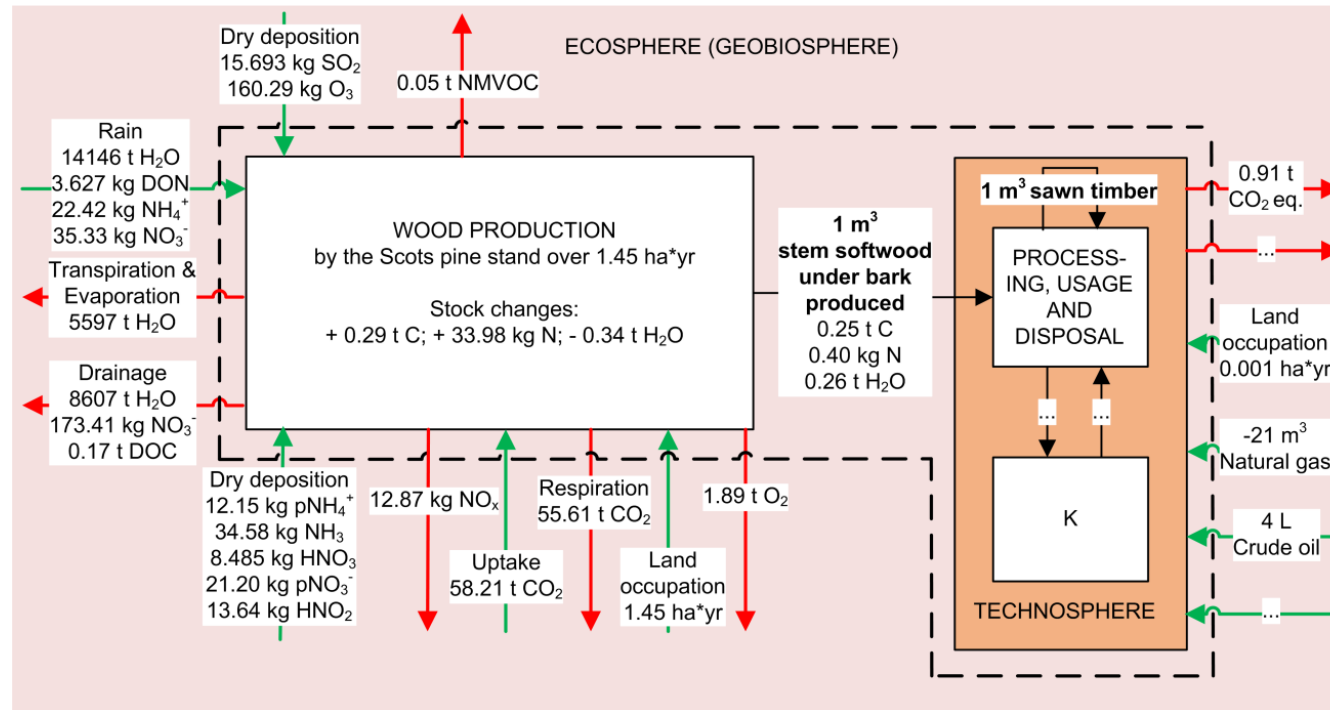 ECOSPHERE (GEOBIOSPHERE)
Dry deposition
15.693 kg SO₂
160.29 kg O₃
0.05 t NMVOC
Rain
14146 t H₂O
3.627 kg DON
22.42 kg NH₄⁺
35.33 kg NO₃⁻
Transpiration &
Evaporation
5597 t H₂O
Drainage
8607 t H₂O
173.41 kg NO₃⁻
0.17 t DOC
WOOD PRODUCTION
by the Scots pine stand over 1.45 ha*yr
Stock changes:
+ 0.29 t C; + 33.98 kg N; - 0.34 t H₂O
Dry deposition
12.15 kg pNH₄⁺
34.58 kg NH₃
8.485 kg HNO₃
21.20 kg pNO₃⁻
13.64 kg HNO₂
12.87 kg NOₓ
Uptake
58.21 t CO₂
Respiration
55.61 t CO₂
Land
occupation
1.45 ha*yr
1.89 t O₂
1 m³
stem softwood
under bark
produced
0.25 t C
0.40 kg N
0.26 t H₂O
1 m³ sawn timber
PROCESS-
ING, USAGE
AND
DISPOSAL
...
...
K
TECHNOSPHERE
0.91 t
CO₂ eq.
...
Land
occupation
0.001 ha*yr
-21 m³
Natural gas
4 L
Crude oil
...